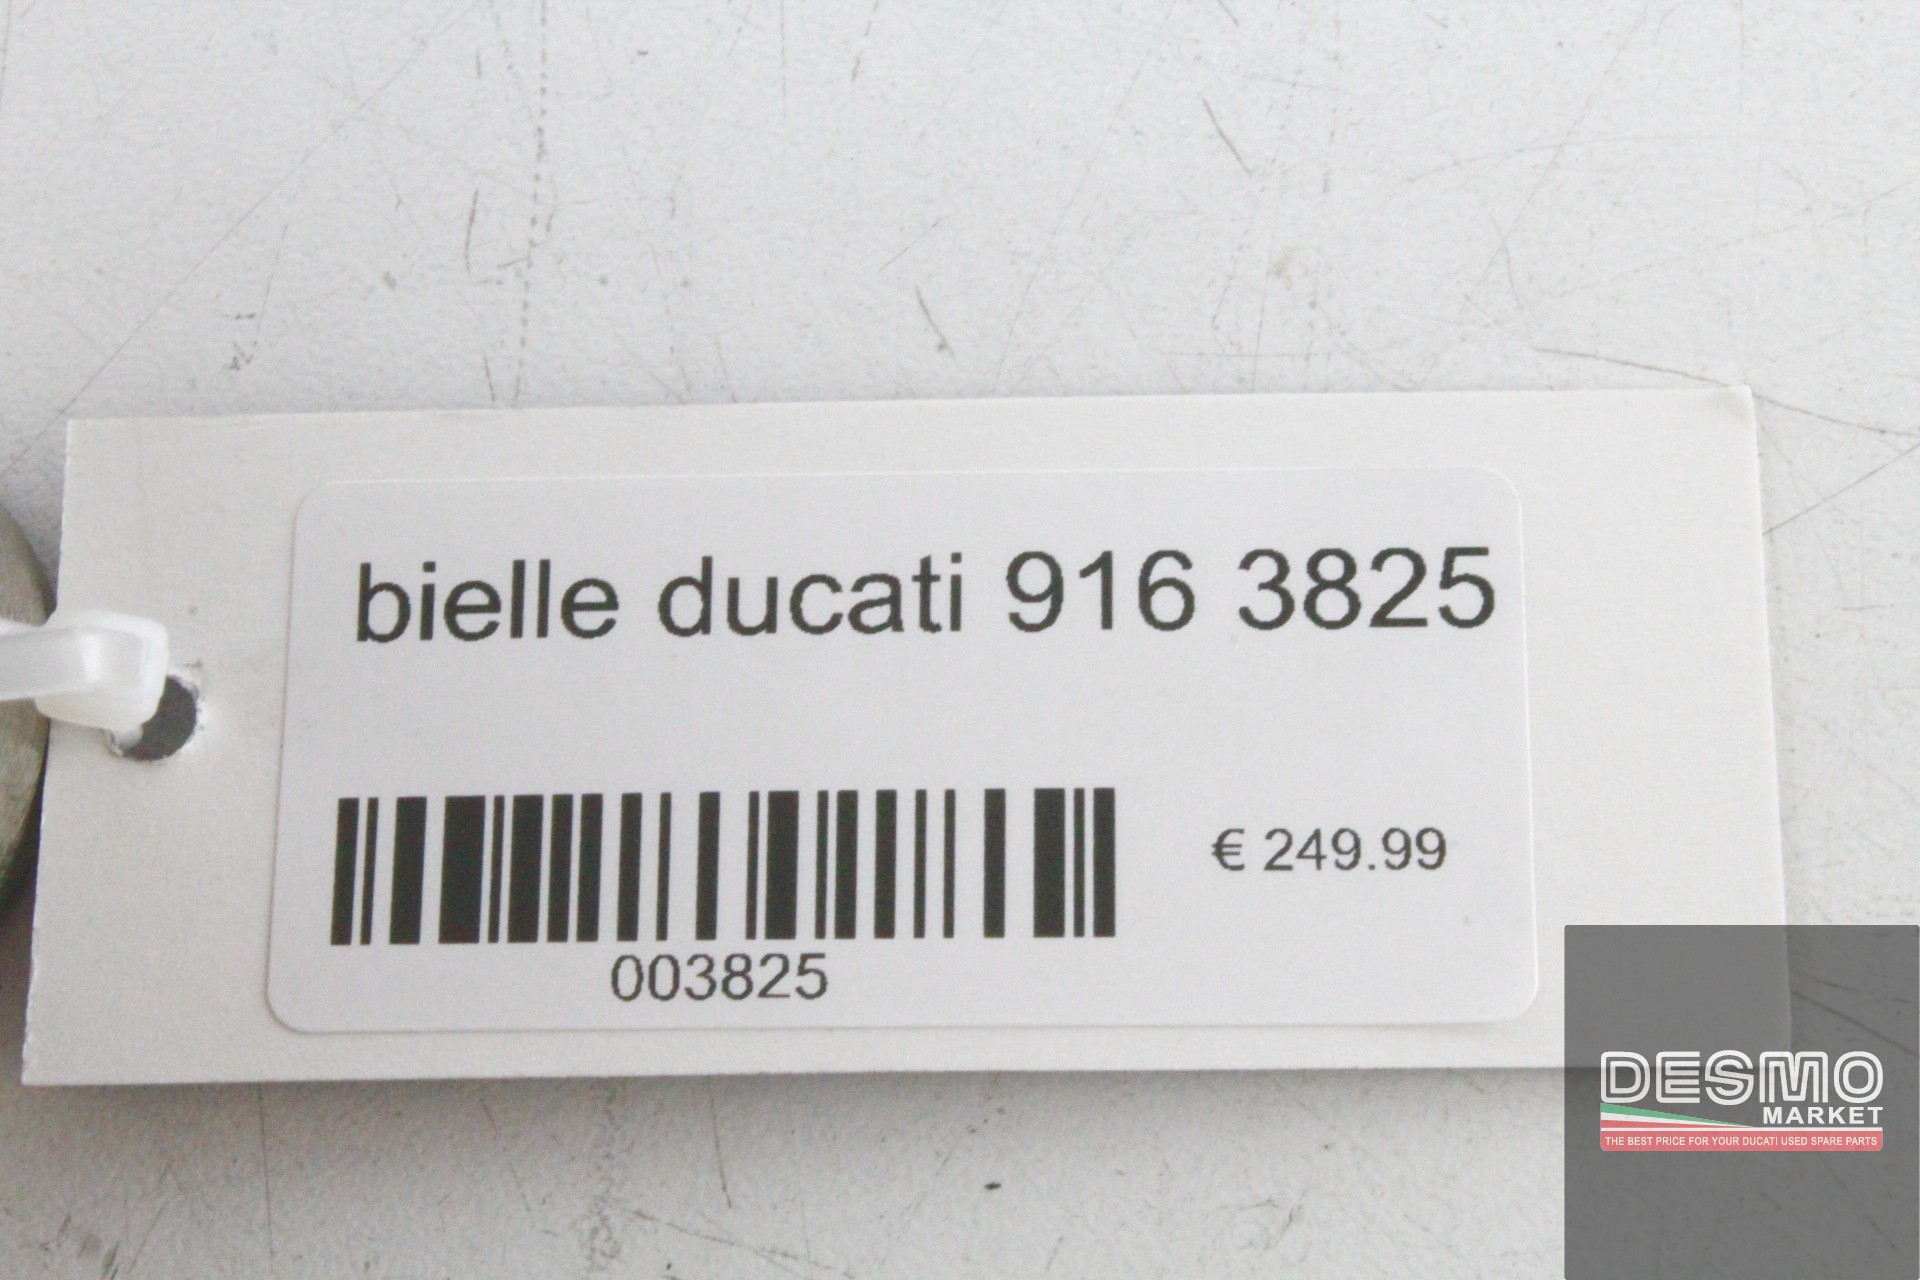 bielle ducati 916 3825
€ 249.99
003825
DESMO
MARKET
THE BEST PRICE FOR YOUR DUCATI USED SPARE PARTS